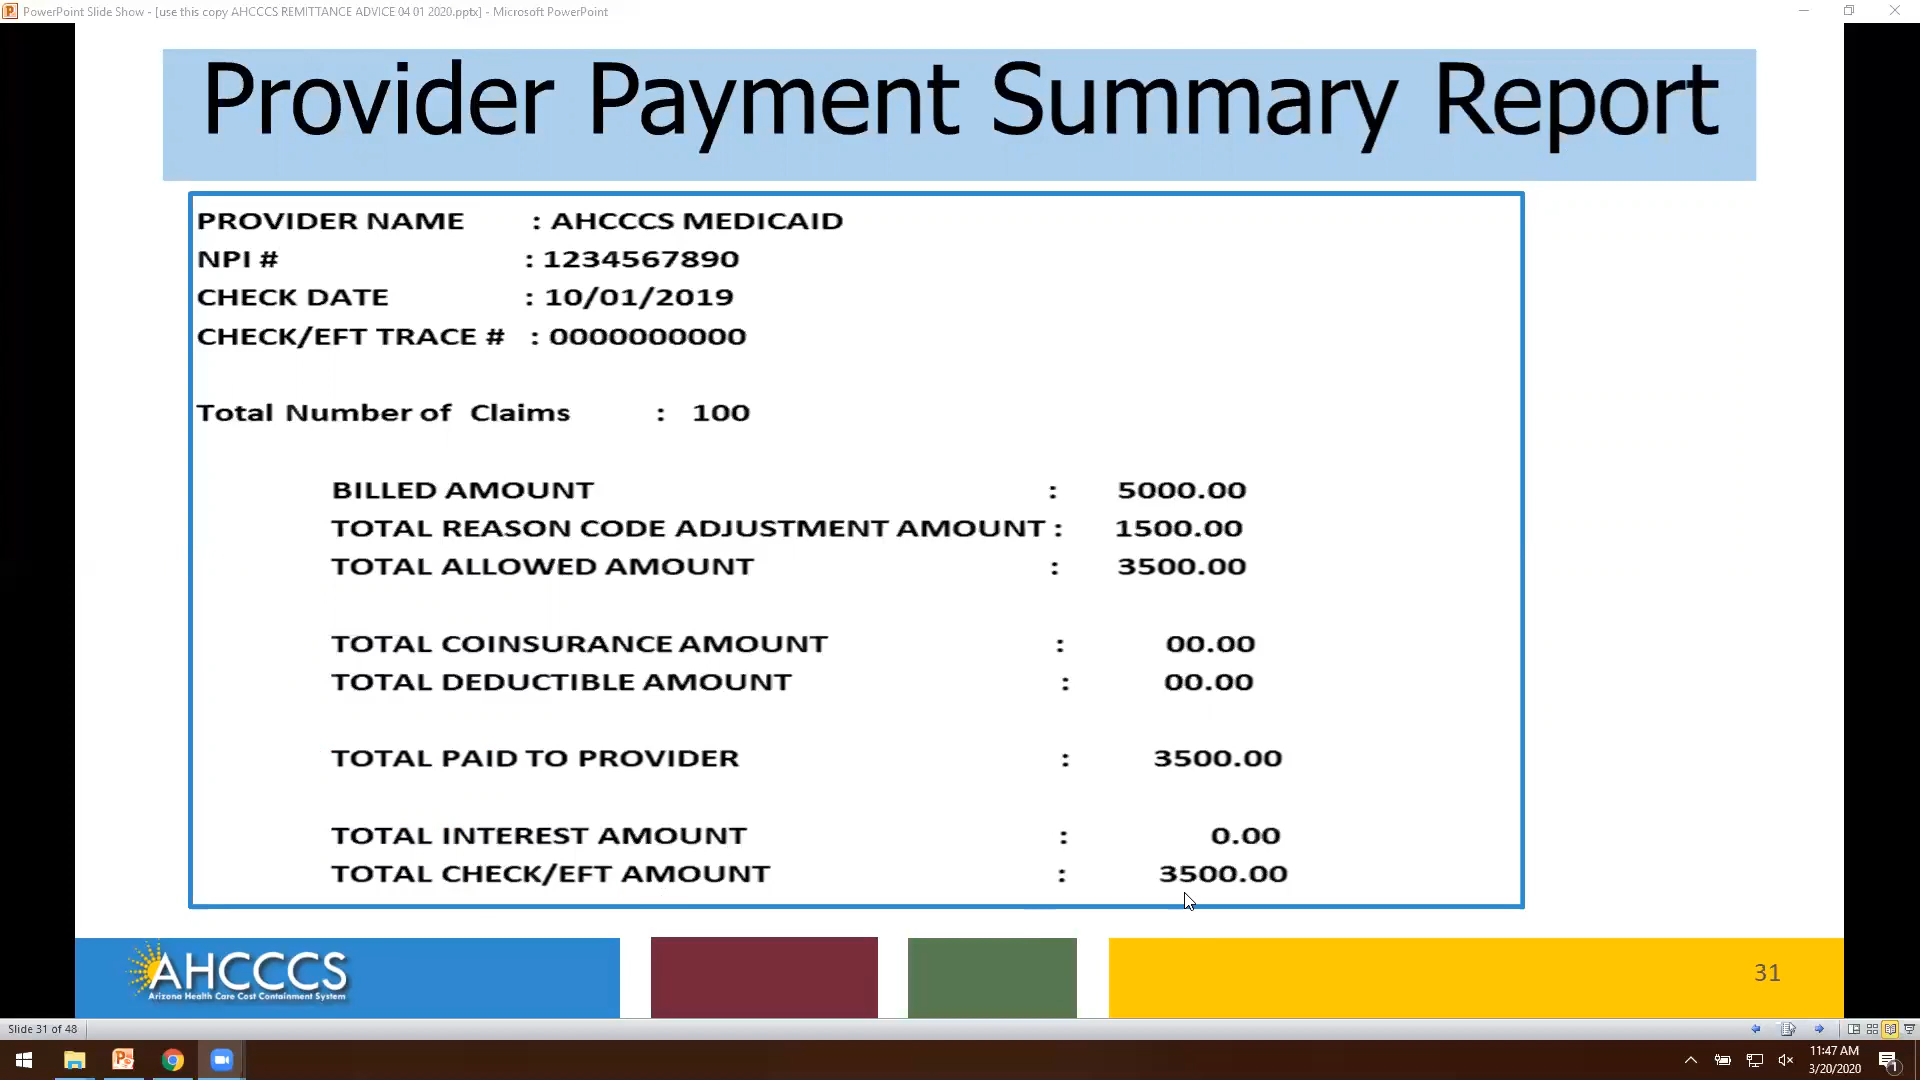 PowerPoint Slide Show - [use this copy AHCCCS REMITTANCE ADVICE 04 01 2020.pptx] - Microsoft PowerPoint
Provider Payment Summary Report
PROVIDER NAME : AHCCCS MEDICAID
NPI # : 1234567890
CHECK DATE : 10/01/2019
CHECK/EFT TRACE # : 0000000000
Total Number of Claims : 100
BILLED AMOUNT : 5000.00
TOTAL REASON CODE ADJUSTMENT AMOUNT : 1500.00
TOTAL ALLOWED AMOUNT : 3500.00
TOTAL COINSURANCE AMOUNT : 00.00
TOTAL DEDUCTIBLE AMOUNT : 00.00
TOTAL PAID TO PROVIDER : 3500.00
TOTAL INTEREST AMOUNT : 0.00
TOTAL CHECK/EFT AMOUNT : 3500.00
AHCCCS
Arizona Health Care Cost Containment System
31
Slide 31 of 48
11:47 AM
3/20/2020
1